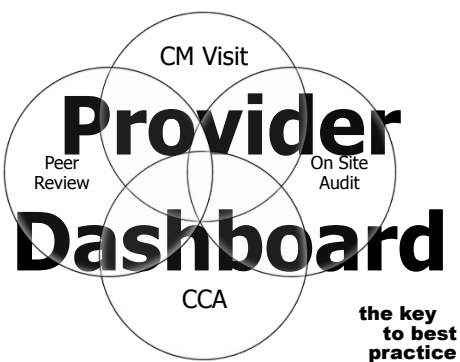 CM Visit
Provider
Peer
Review
On Site
Audit
Dashboard
CCA
the key
to best
practice